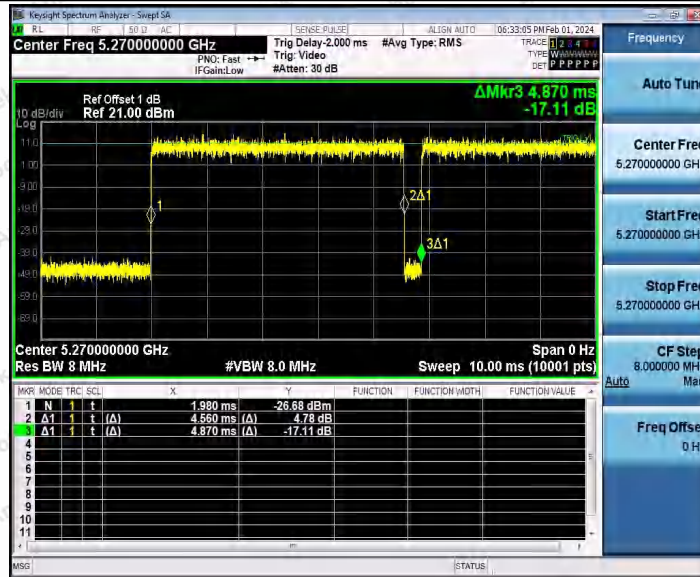 Keysight Spectrum Analyzer - Swept SA
RL RF 50 Ω AC SENSE:PULSE ALIGN AUTO 06:33:05 PM Feb 01, 2024
Center Freq 5.270000000 GHz
PNO: Fast
IFGain:Low
Trig Delay-2.000 ms
Trig: Video
#Atten: 30 dB
#Avg Type: RMS
TRACE 1 2 3 4 5 6
TYPE
DET P P P P P P
Ref Offset 1 dB
10 dB/div Ref 21.00 dBm
Log
ΔMkr3 4.870 ms
-17.11 dB
11.0
1.00
-9.00
-19.0
-29.0
-39.0
-49.0
-59.0
-69.0
1
2Δ1
3Δ1
Center 5.270000000 GHz Span 0 Hz
Res BW 8 MHz #VBW 8.0 MHz Sweep 10.00 ms (10001 pts)
MKR MODE TRC SCL X Y FUNCTION FUNCTION WIDTH FUNCTION VALUE
1 N 1 t 1.980 ms -26.68 dBm
2 Δ1 1 t (Δ) 4.560 ms (Δ) 4.78 dB
3 Δ1 1 t (Δ) 4.870 ms (Δ) -17.11 dB
4
5
6
7
8
9
10
11
MSG STATUS
Frequency
Auto Tune
Center Freq
5.270000000 GHz
Start Freq
5.270000000 GHz
Stop Freq
5.270000000 GHz
CF Step
8.000000 MHz
Auto Man
Freq Offset
0 Hz